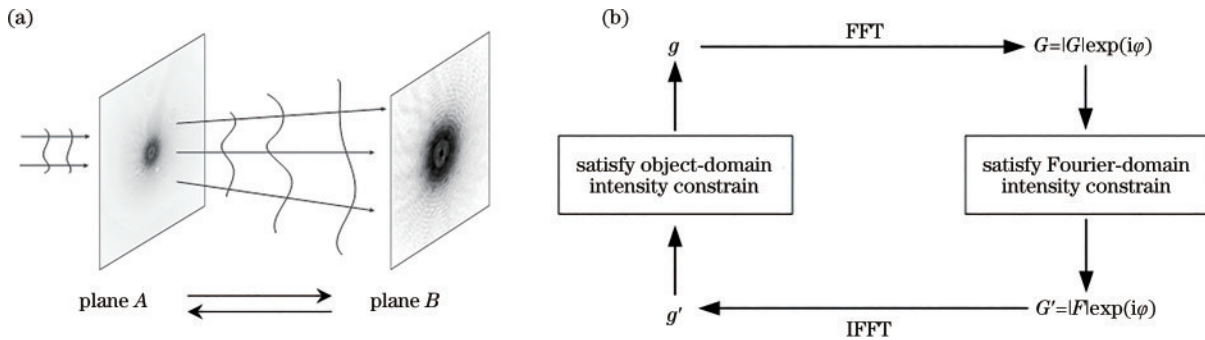 (a)
plane A
plane B
(b)
FFT
g
G=|G|exp(iφ)
satisfy object-domain
intensity constrain
satisfy Fourier-domain
intensity constrain
g'
IFFT
G'=|F|exp(iφ)